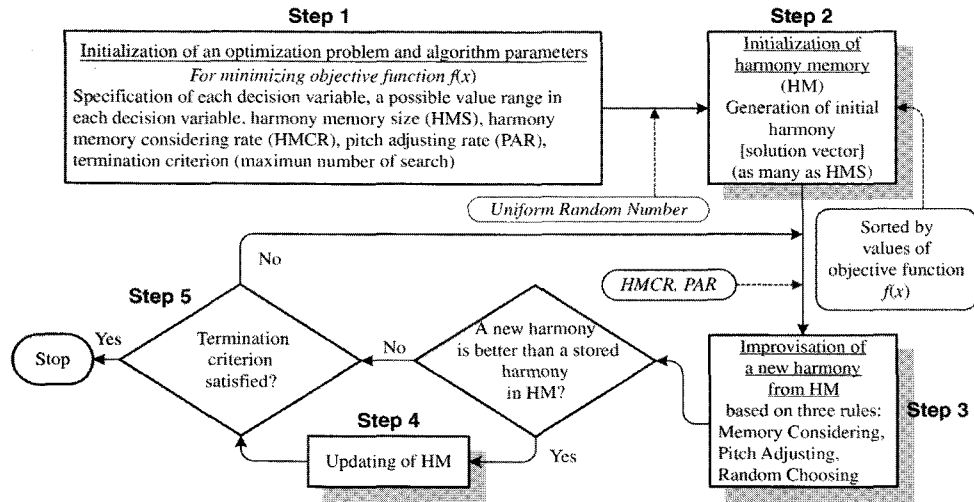 Step 1
Initialization of an optimization problem and algorithm parameters
For minimizing objective function f(x)
Specification of each decision variable, a possible value range in
each decision variable, harmony memory size (HMS), harmony
memory considering rate (HMCR), pitch adjusting rate (PAR),
termination criterion (maximun number of search)
Step 2
Initialization of
harmony memory
(HM)
Generation of initial
harmony
[solution vector]
(as many as HMS)
Uniform Random Number
Sorted by
values of
objective function
f(x)
HMCR, PAR
No
Step 5
Termination
criterion
satisfied?
Yes
Stop
No
A new harmony
is better than a stored
harmony
in HM?
Yes
Step 4
Updating of HM
Improvisation of
a new harmony
from HM
based on three rules:
Memory Considering,
Pitch Adjusting,
Random Choosing
Step 3